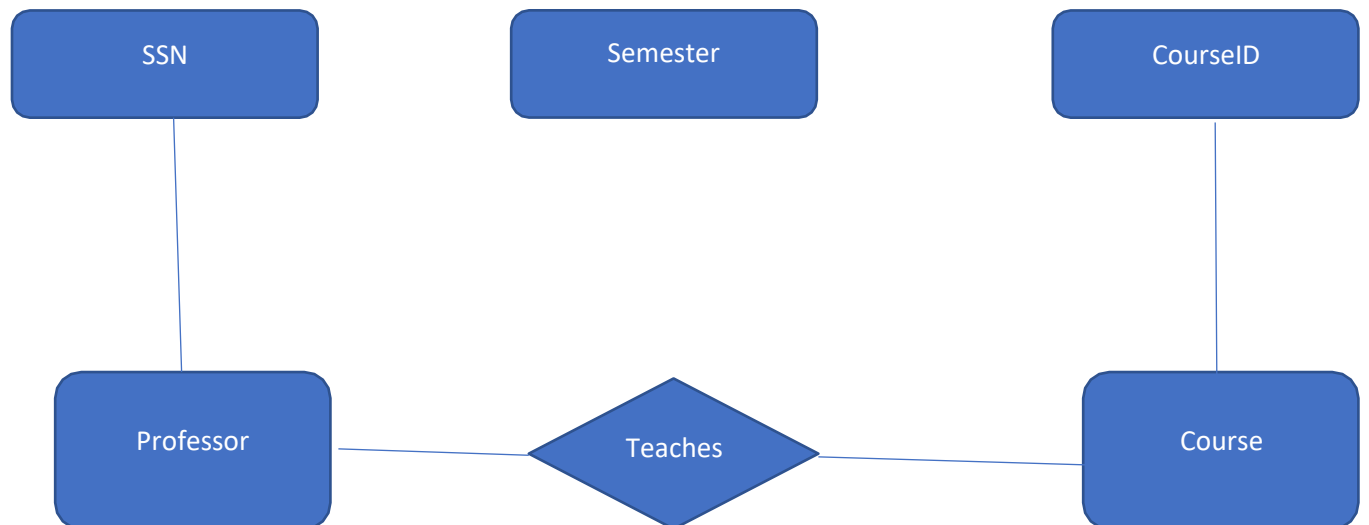 SSN
Semester
CourseID
Professor
Teaches
Course